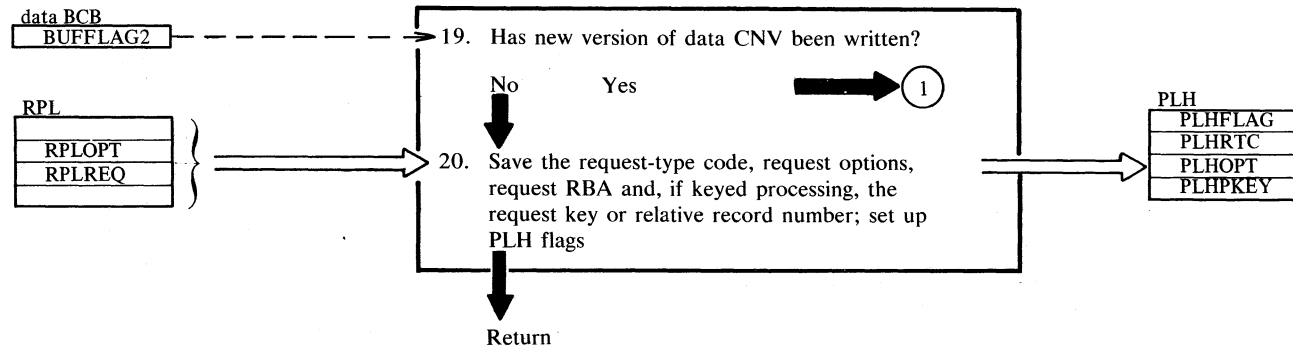 data BCB
BUFFLAG2
19. Has new version of data CNV been written?
No Yes 1
RPL
RPLOPT
RPLREQ
20. Save the request-type code, request options,
request RBA and, if keyed processing, the
request key or relative record number; set up
PLH flags
PLH
PLHFLAG
PLHRTC
PLHOPT
PLHPKEY
Return